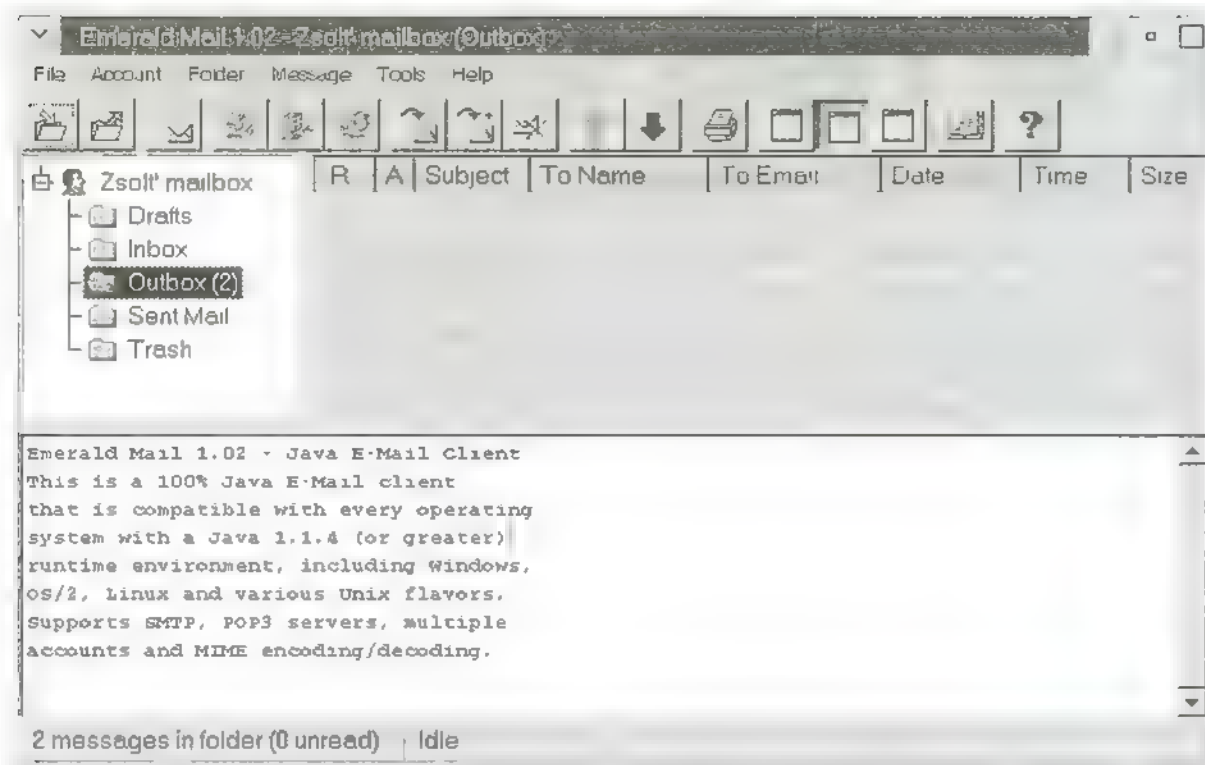 Emerald Mail 1.02 - Zsolt' mailbox (Outbox)
File Account Folder Message Tools Help
?
Zsolt' mailbox
Drafts
Inbox
Outbox (2)
Sent Mail
Trash
R A Subject To Name To Email Date Time Size
Emerald Mail 1.02 - Java E-Mail Client
This is a 100% Java E-Mail client
that is compatible with every operating
system with a Java 1.1.4 (or greater)
runtime environment, including Windows,
OS/2, Linux and various Unix flavors.
Supports SMTP, POP3 servers, multiple
accounts and MIME encoding/decoding.
2 messages in folder (0 unread) Idle